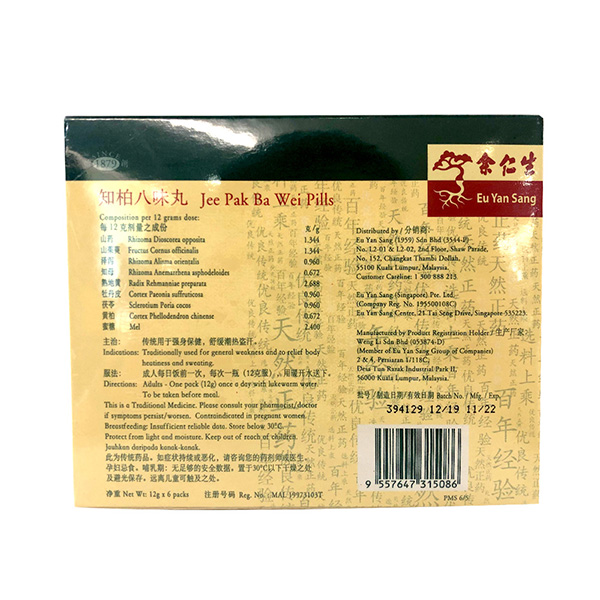 SINCE 1879
余仁生
Eu Yan Sang
知柏八味丸 Jee Pak Ba Wei Pills
Composition per 12 grams dose:
每12克剂量之成份 克/g
山药 Rhizoma Dioscorea opposita 1.344
山茱萸 Fructus Cornus officinalis 1.344
泽泻 Rhizoma Alisma orientalis 0.960
知母 Rhizoma Anemarrhena asphodeloides 0.672
熟地黄 Radix Rehmanniae preparata 2.688
牡丹皮 Cortex Paeonia suffruticosa 0.960
茯苓 Sclerotium Poria cocos 0.960
黄柏 Cortex Phellodendron chinense 0.672
蜜糖 Mel 2.400
主治: 传统用于强身保健,舒缓潮热盗汗。
Indications: Traditionally used for general weakness and to relief body
heatiness and sweating.
服法: 成人每日饭前一次,每次一瓶(12克服),用暖开水送下。
Directions: Adults - One pack (12g) once a day with lukewarm water.
To be taken before meal.
This is a Traditional Medicine. Please consult your pharmacist/doctor
if symptoms persist/worsen. Contraindicated in pregnant women.
Breastfeeding: Insufficient reliable data. Store below 30°C.
Protect from light and moisture. Keep out of reach of children.
Jauhkan daripada kanak-kanak.
此为传统药品。如症状持续或恶化,请咨询您的药剂师或医生。
孕妇忌食。哺乳期:无足够的安全数据。置于30°C以下干燥之处
及避光保存。远离儿童可触及之处。
净重 Net Wt: 12g x 6 packs 注册号码 Reg. No.: MAL 19973103T
Distributed by / 分销商:
Eu Yan Sang (1959) Sdn Bhd (3544-P)
No. L2-01 & L2-02, 2nd Floor, Shaw Parade,
No. 152, Changkat Thambi Dollah,
55100 Kuala Lumpur, Malaysia.
Customer Careline: 1 300 888 213
Eu Yan Sang (Singapore) Pte. Ltd.
(Company Reg. No. 195500108C)
Eu Yan Sang Centre, 21 Tai Seng Drive, Singapore 535223.
Manufactured by Product Registration Holder / 生产厂家:
Weng Li Sdn Bhd (053874-D)
(Member of Eu Yan Sang Group of Companies)
2 & 4, Persiaran 1/118C,
Desa Tun Razak Industrial Park II,
56000 Kuala Lumpur, Malaysia
批号/制造日期/有效日期 Batch No. / Mfg. / Exp.
394129 12/19 11/22
9 557647 315086
PMS 6/5